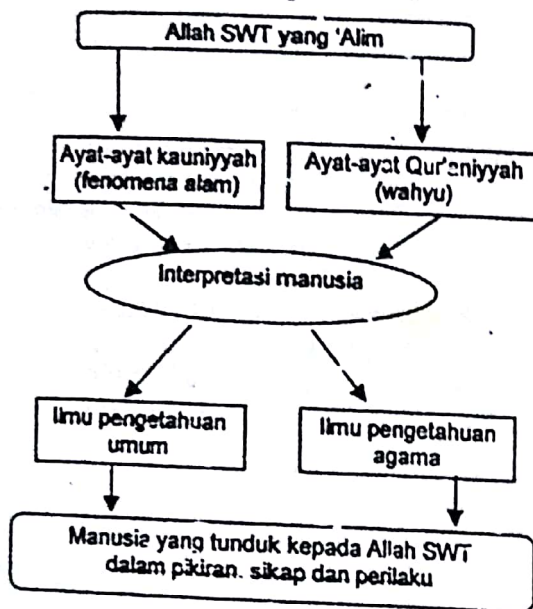 Allah SWT yang 'Alim
Ayat-ayat kauniyyah
(fenomena alam)
Ayat-ayat Qur'aniyyah
(wahyu)
Interpretasi manusia
Ilmu pengetahuan
umum
Ilmu pengetahuan
agama
Manusia yang tunduk kepada Allah SWT
dalam pikiran. sikap dan perilaku